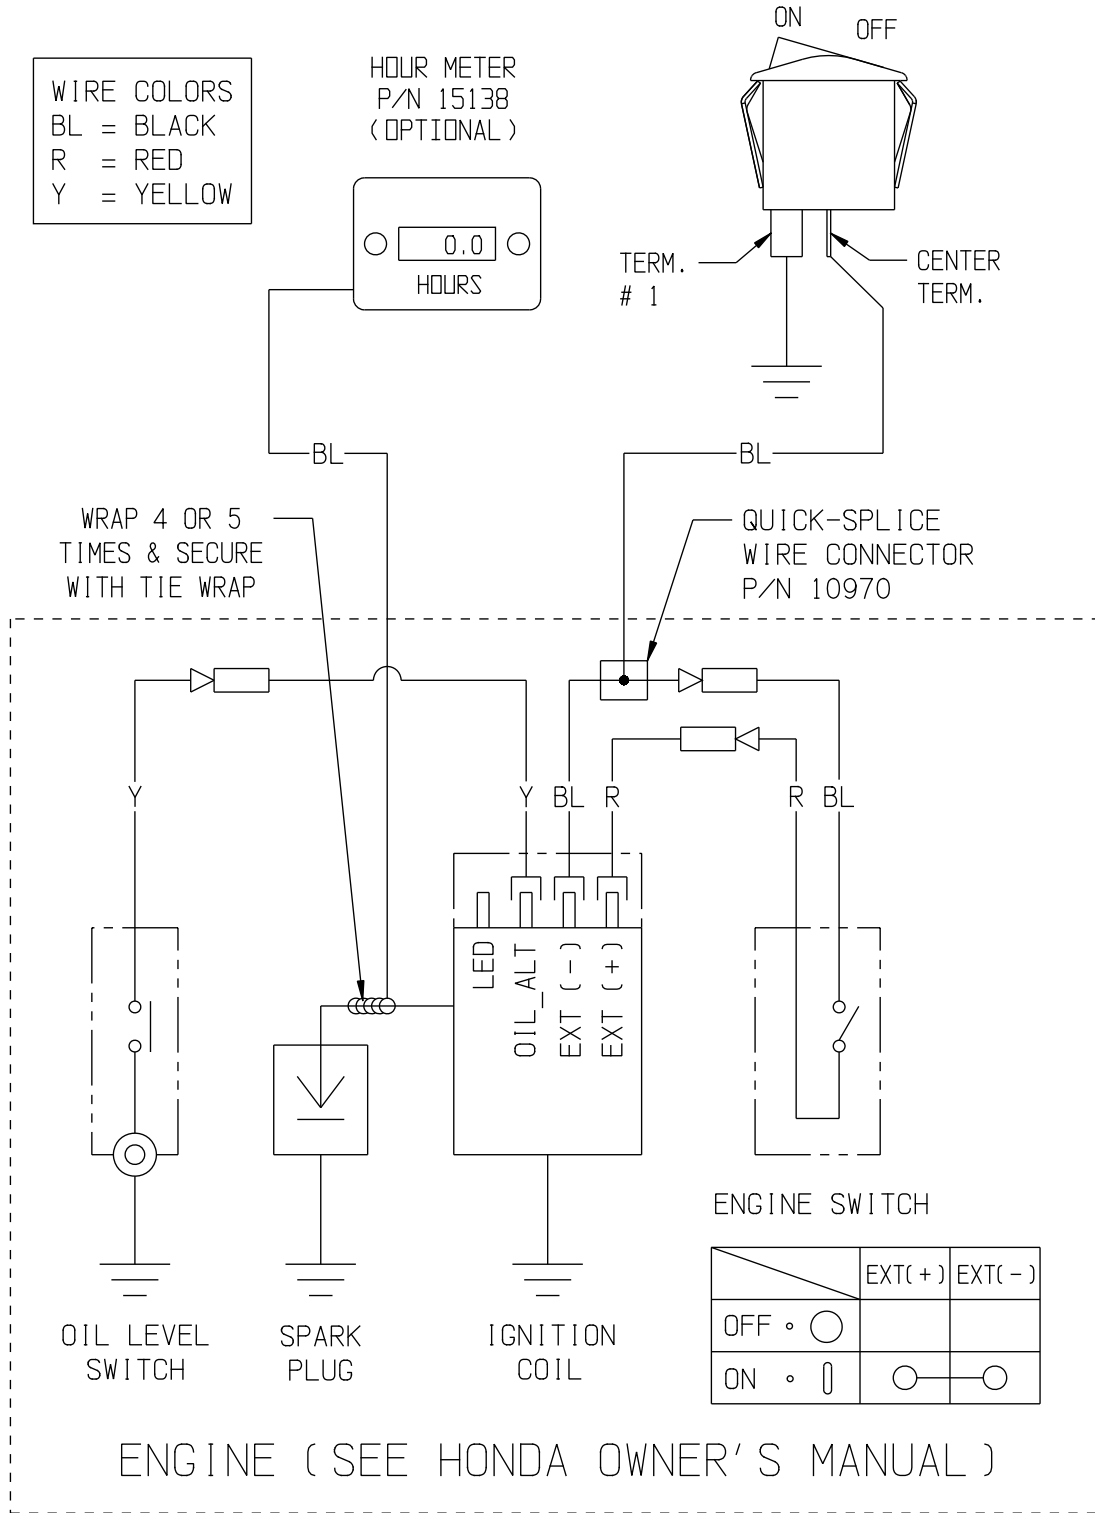 ON
OFF
WIRE COLORS
BL = BLACK
R = RED
Y = YELLOW
HOUR METER
P/N 15138
(OPTIONAL)
0.0
HOURS
TERM.
# 1
CENTER
TERM.
BL
BL
WRAP 4 OR 5
TIMES & SECURE
WITH TIE WRAP
QUICK-SPLICE
WIRE CONNECTOR
P/N 10970
Y
Y
BL
R
R
BL
LED
OIL_ALT
EXT (-)
EXT (+)
ENGINE SWITCH
EXT(+) EXT(-)
OFF
ON
OIL LEVEL
SWITCH
SPARK
PLUG
IGNITION
COIL
ENGINE (SEE HONDA OWNER'S MANUAL)